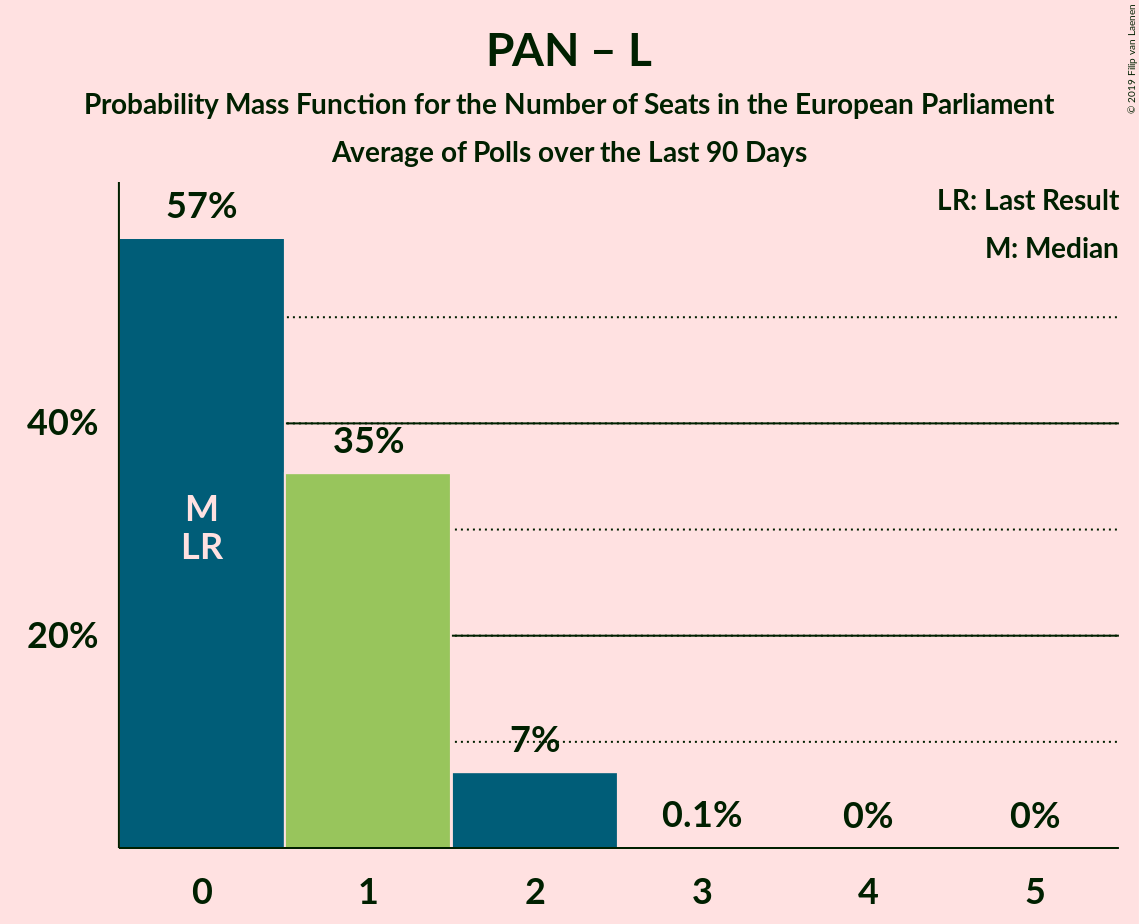 PAN – L
Probability Mass Function for the Number of Seats in the European Parliament
Average of Polls over the Last 90 Days
© 2019 Filip van Laenen
LR: Last Result
M: Median
57%
40%
35%
M
LR
20%
7%
0.1%
0%
0%
0 1 2 3 4 5